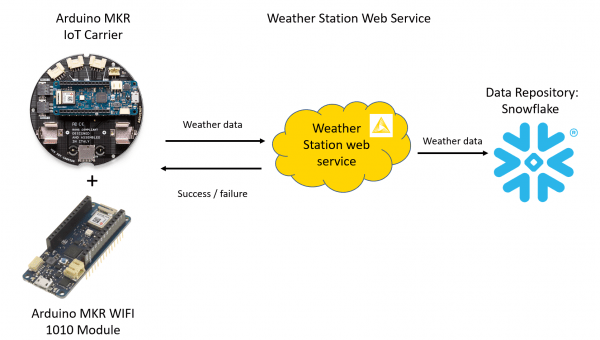 Arduino MKR
IoT Carrier
Weather Station Web Service
Data Repository:
Snowflake
Weather data
Weather
Station web
service
Weather data
®
Success / failure
+
Arduino MKR WIFI
1010 Module